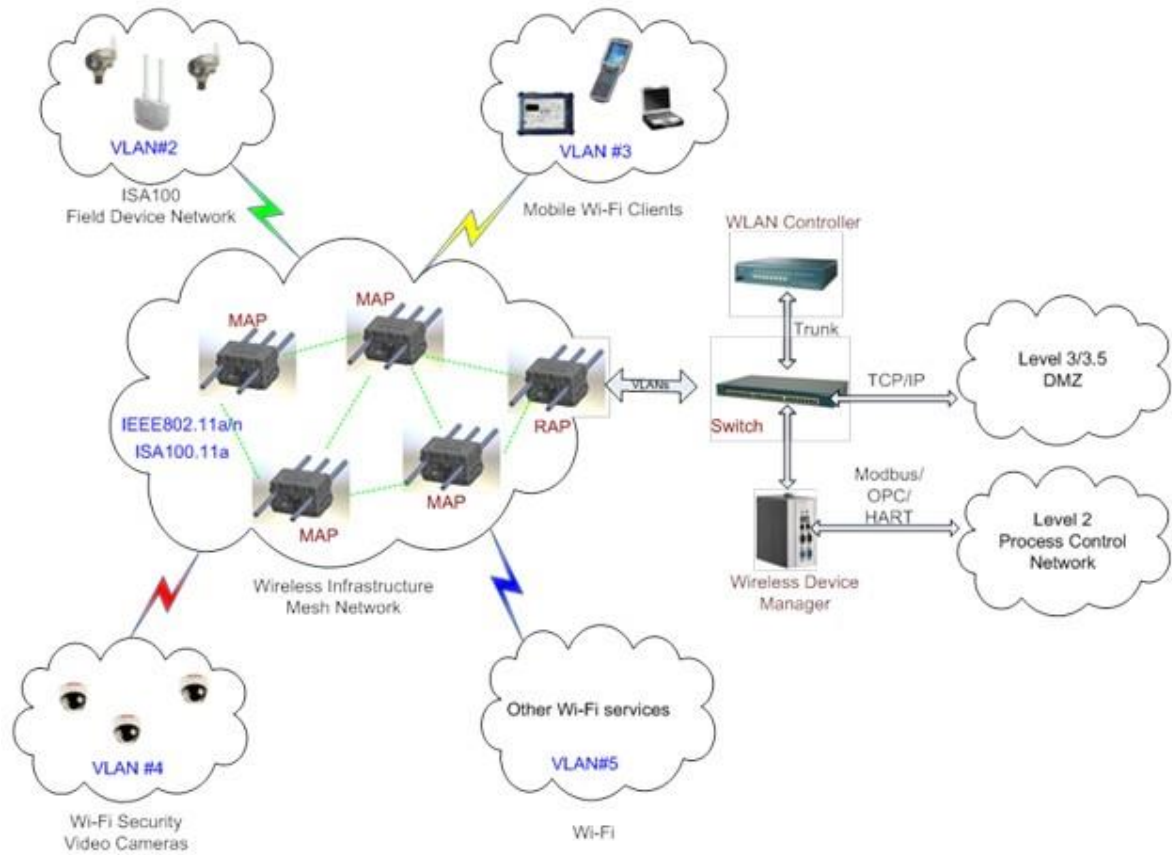 VLAN#2
ISA100
Field Device Network
VLAN #3
Mobile Wi-Fi Clients
WLAN Controller
Trunk
MAP
MAP
RAP
IEEE802.11a/n
ISA100.11a
MAP
MAP
VLANs
Switch
TCP/IP
Level 3/3.5
DMZ
Modbus/
OPC/
HART
Level 2
Process Control
Network
Wireless Device
Manager
Wireless Infrastructure
Mesh Network
VLAN #4
Wi-Fi Security
Video Cameras
Other Wi-Fi services
VLAN#5
Wi-Fi